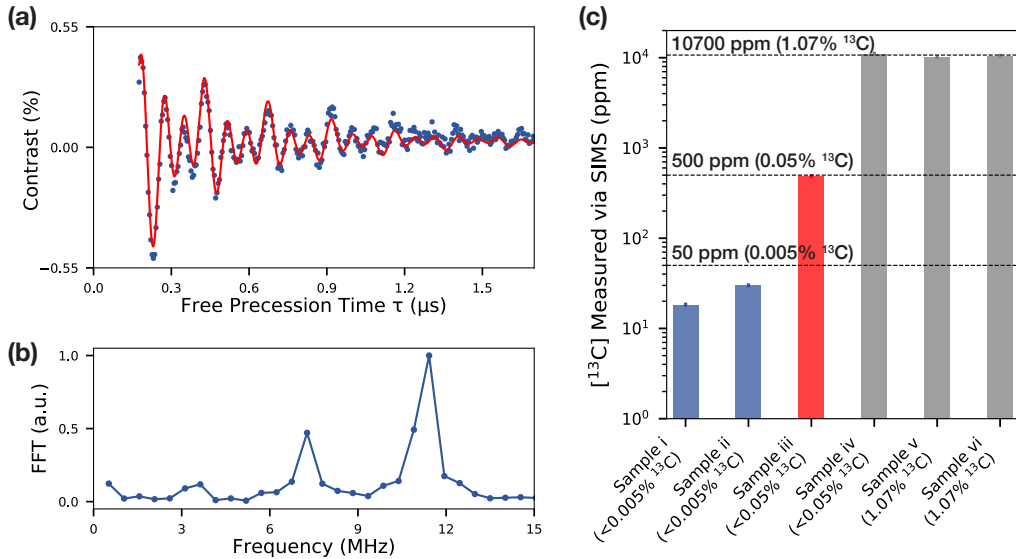 (a)
0.55
0.00
−0.55
Contrast (%)
0.0
0.3
0.6
0.9
1.2
1.5
Free Precession Time τ (μs)
(b)
1.0
0.5
0.0
FFT (a.u.)
0
3
6
9
12
15
Frequency (MHz)
(c)
[¹³C] Measured via SIMS (ppm)
10⁴
10³
10²
10¹
10⁰
10700 ppm (1.07% ¹³C)
500 ppm (0.05% ¹³C)
50 ppm (0.005% ¹³C)
Sample i
(<0.005% ¹³C)
Sample ii
(<0.005% ¹³C)
Sample iii
(<0.05% ¹³C)
Sample iv
(<0.05% ¹³C)
Sample v
(1.07% ¹³C)
Sample vi
(1.07% ¹³C)